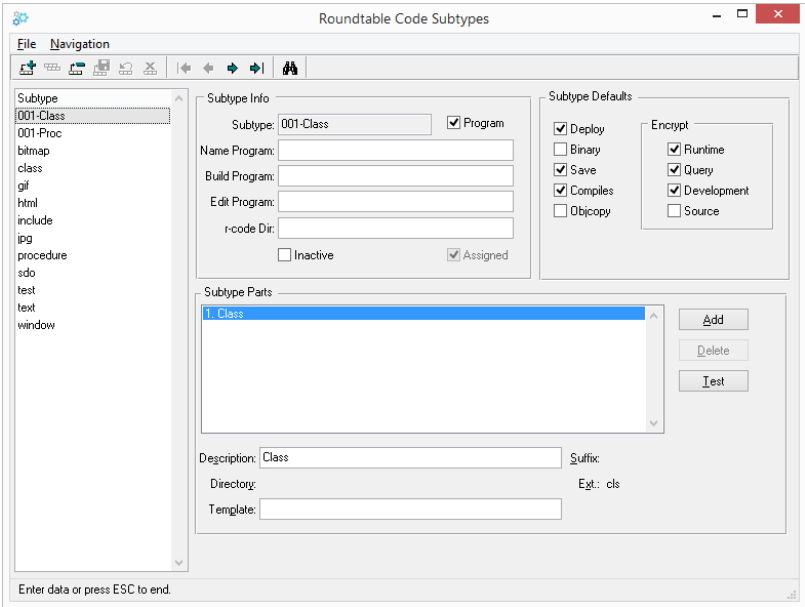 Roundtable Code Subtypes
File Navigation
Subtype
001-Class
001-Proc
bitmap
class
gif
html
include
jpg
procedure
sdo
test
text
window
Subtype Info
Subtype: 001-Class Program
Name Program:
Build Program:
Edit Program:
r-code Dir:
Inactive Assigned
Subtype Defaults
Deploy
Binary
Save
Compiles
Objcopy
Encrypt
Runtime
Query
Development
Source
Subtype Parts
1. Class
Add
Delete
Test
Description: Class Suffix:
Directory: Ext.: cls
Template:
Enter data or press ESC to end.